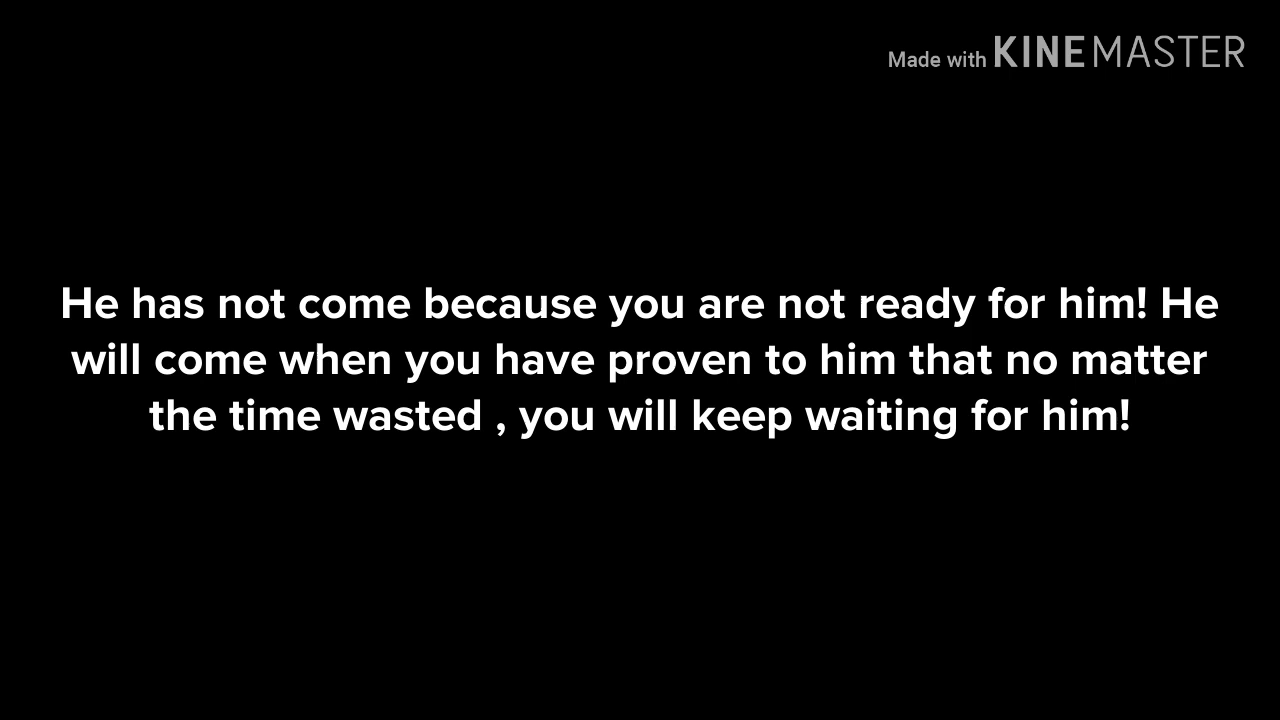 Made with KINEMASTER
He has not come because you are not ready for him! He
will come when you have proven to him that no matter
the time wasted , you will keep waiting for him!